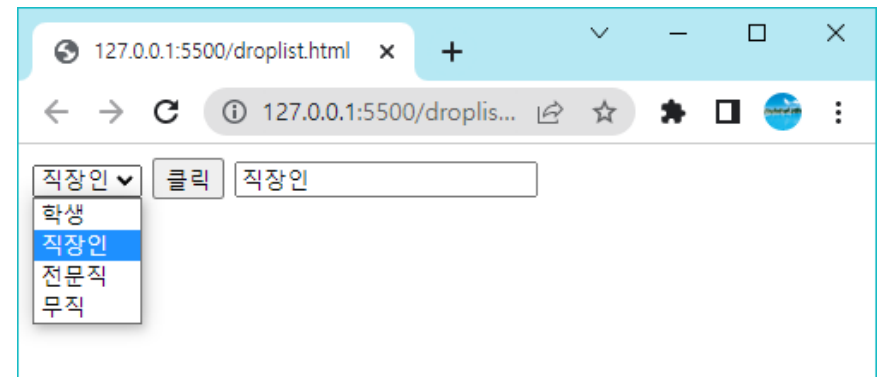 127.0.0.1:5500/droplist.html
127.0.0.1:5500/droplis...
직장인 클릭 직장인
학생
직장인
전문직
무직